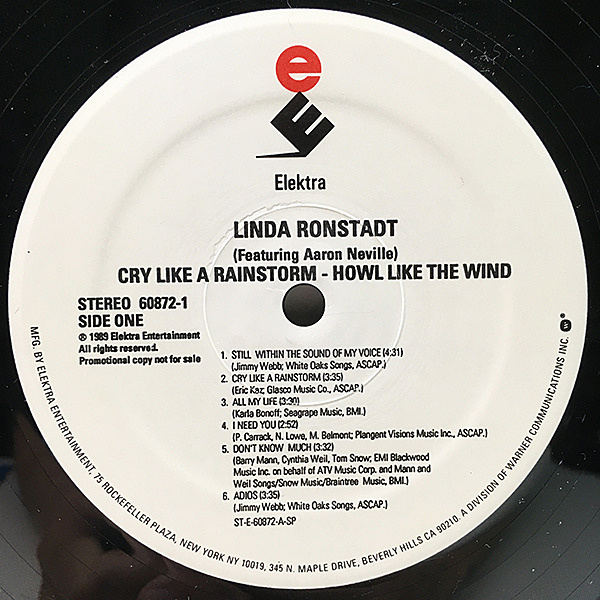 e
E
Elektra
LINDA RONSTADT
(Featuring Aaron Neville)
CRY LIKE A RAINSTORM - HOWL LIKE THE WIND
STEREO 60872-1
SIDE ONE
℗ 1989 Elektra Entertainment
All rights reserved.
Promotional copy not for sale
1. STILL WITHIN THE SOUND OF MY VOICE (4:31)
(Jimmy Webb; White Oaks Songs, ASCAP.)
2. CRY LIKE A RAINSTORM (3:35)
(Eric Kaz; Glasco Music Co., ASCAP.)
3. ALL MY LIFE (3:30)
(Karla Bonoff; Seagrape Music, BMI.)
4. I NEED YOU (2:52)
(P. Carrack, N. Lowe, M. Belmont; Plangent Visions Music Inc., ASCAP.)
5. DON'T KNOW MUCH (3:32)
(Barry Mann, Cynthia Weil, Tom Snow; EMI Blackwood
Music Inc. on behalf of ATV Music Corp. and Mann and
Weil Songs/Snow Music/Braintree Music, BMI.)
6. ADIOS (3:35)
(Jimmy Webb; White Oaks Songs, ASCAP.)
ST-E-60872-A-SP
MFG. BY ELEKTRA ENTERTAINMENT, 75 ROCKEFELLER PLAZA, NEW YORK NY 10019, 345 N. MAPLE DRIVE, BEVERLY HILLS CA 90210. A DIVISION OF WARNER COMMUNICATIONS INC. W ®